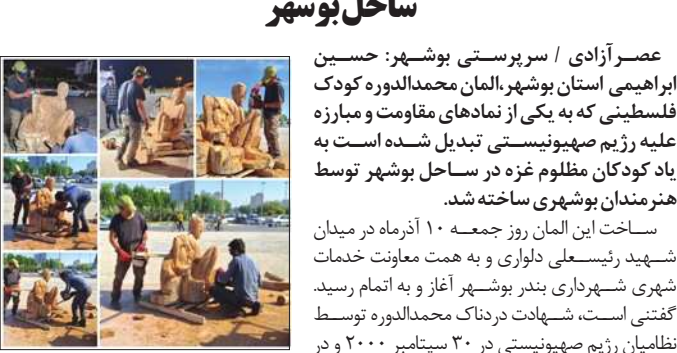 ساحل بوشهر
عصر آزادی / سرپرستی بوشهر: حسین
ابراهیمی استان بوشهر،المان محمدالدوره کودک
فلسطینی که به یکی از نمادهای مقاومت و مبارزه
علیه رژیم صهیونیستی تبدیل شده است به
یاد کودکان مظلوم غزه در ساحل بوشهر توسط
هنرمندان بوشهری ساخته شد.
ساخت این المان روز جمعه ۱۰ آذرماه در میدان
شهید رئیسعلی دلواری و به همت معاونت خدمات
شهری شهرداری بندر بوشهر آغاز و به اتمام رسید.
گفتنی است، شهادت دردناک محمدالدوره توسط
نظامیان رژیم صهیونیستی در ۳۰ سپتامبر ۲۰۰۰ و در